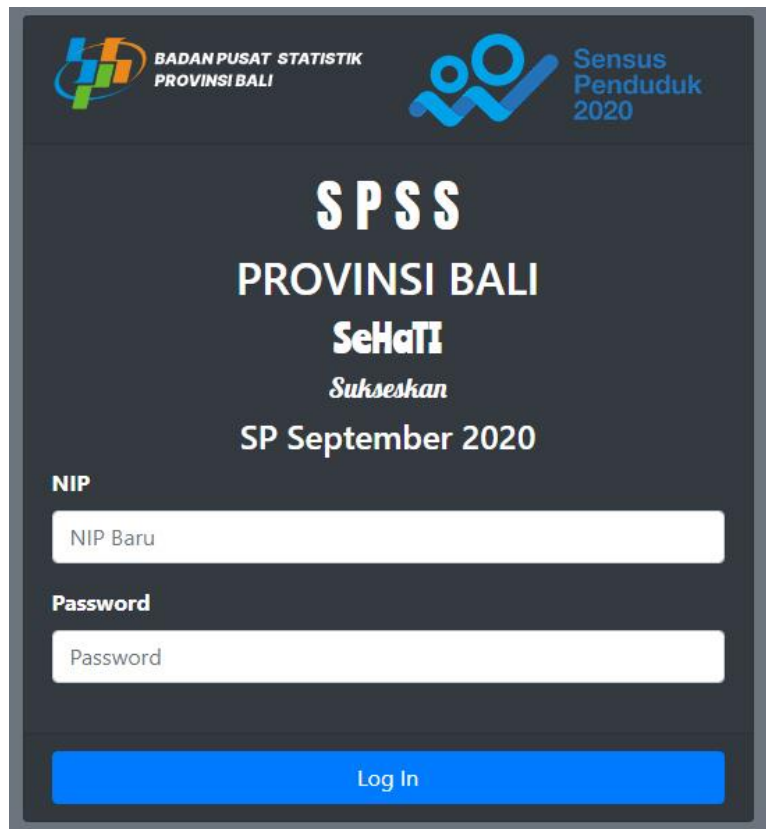 BADAN PUSAT STATISTIK
PROVINSI BALI
Sensus
Penduduk
2020
S P S S
PROVINSI BALI
SeHaTI
Sukseskan
SP September 2020
NIP
NIP Baru
Password
Password
Log In